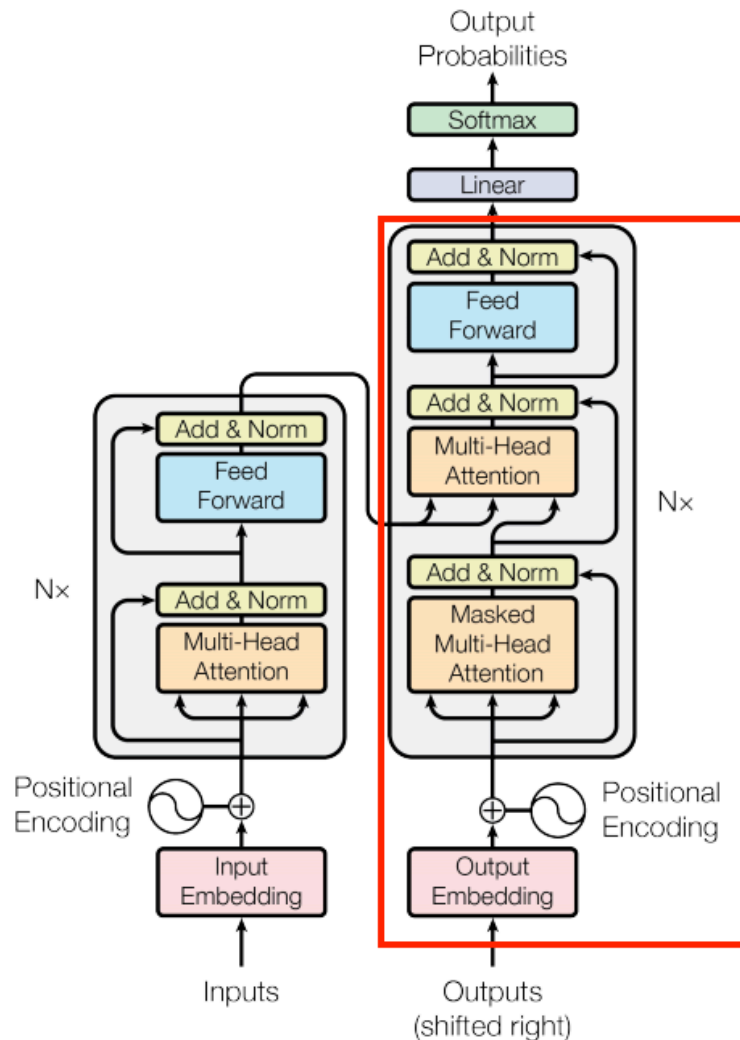 Output
Probabilities
Softmax
Linear
Add & Norm
Feed
Forward
Add & Norm
Multi-Head
Attention
Nx
Add & Norm
Masked
Multi-Head
Attention
Add & Norm
Feed
Forward
Nx
Add & Norm
Multi-Head
Attention
Positional
Encoding
Positional
Encoding
Input
Embedding
Output
Embedding
Inputs
Outputs
(shifted right)